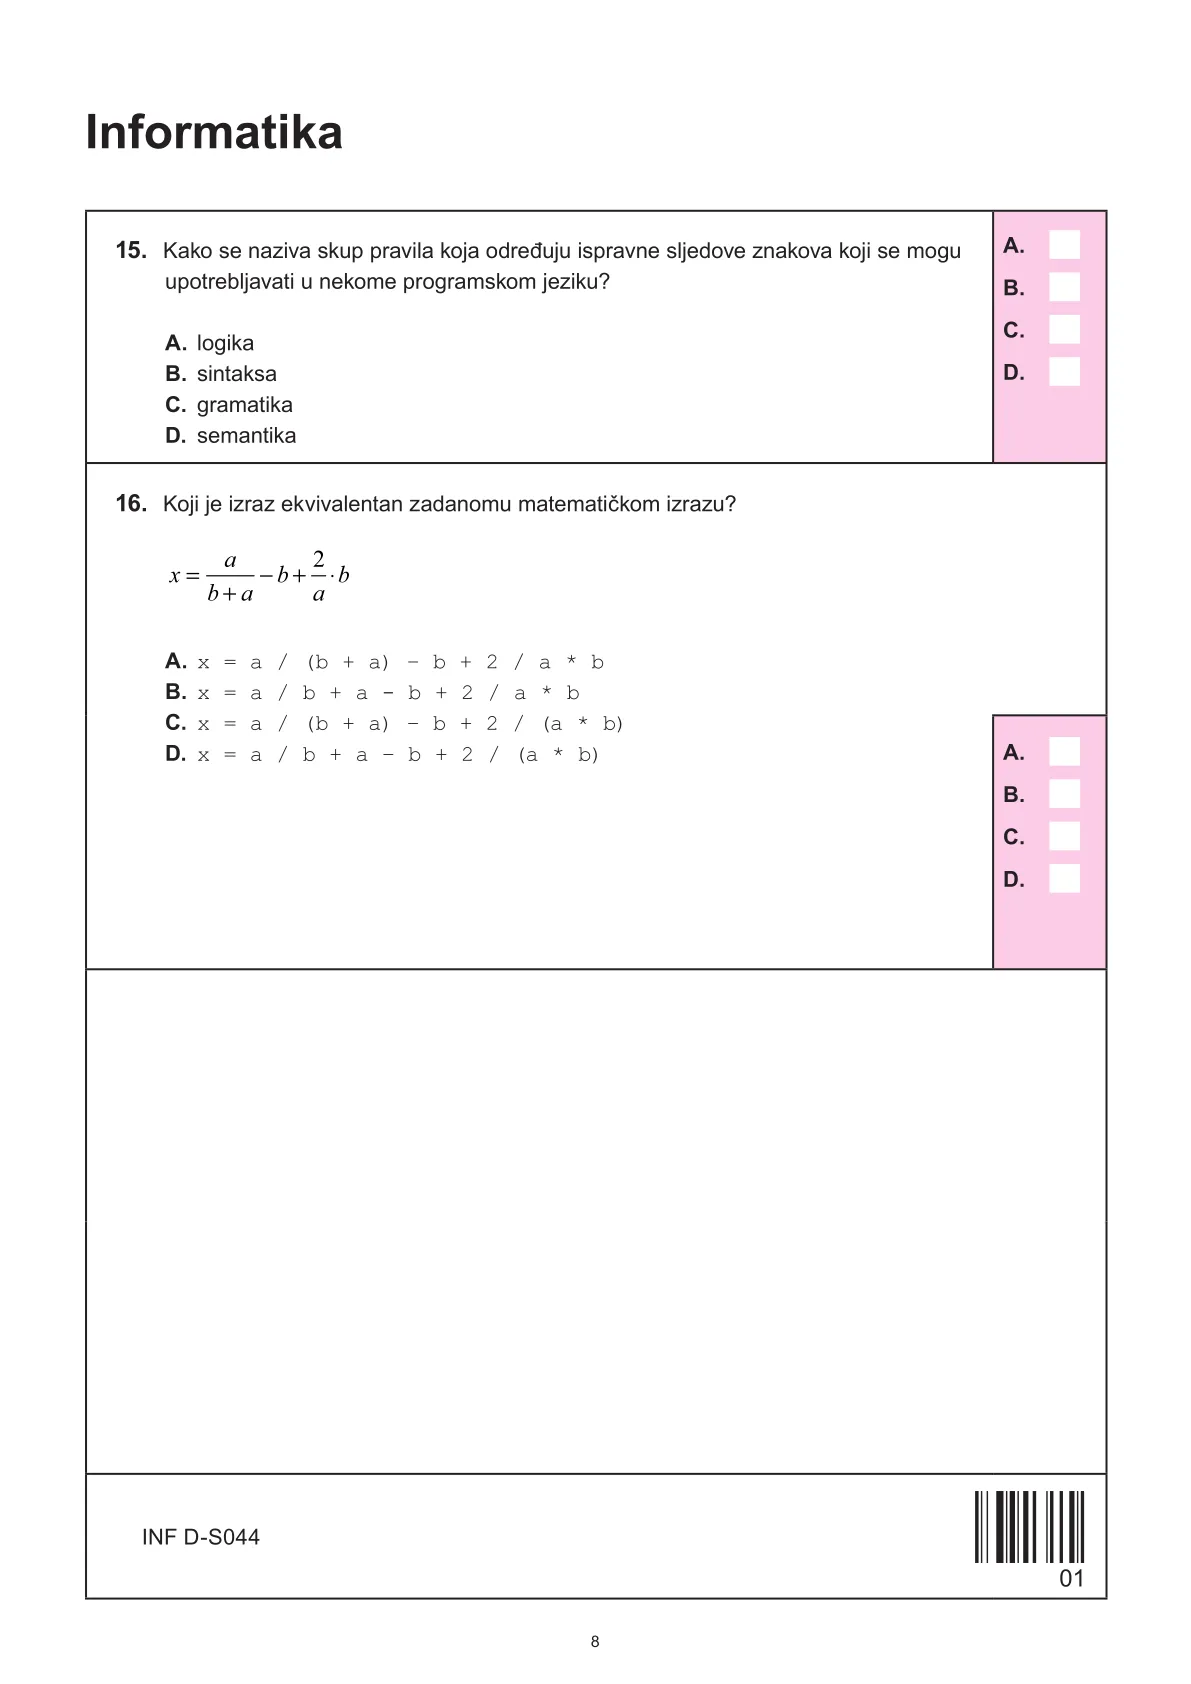 Informatika
15. Kako se naziva skup pravila koja određuju ispravne sljedove znakova koji se mogu
upotrebljavati u nekome programskom jeziku?
A. logika
B. sintaksa
C. gramatika
D. semantika
A.
B.
C.
D.
16. Koji je izraz ekvivalentan zadanomu matematičkom izrazu?
x = a / (b + a) − b + 2 / a · b
A. x = a / (b + a) – b + 2 / a * b
B. x = a / b + a – b + 2 / a * b
C. x = a / (b + a) – b + 2 / (a * b)
D. x = a / b + a – b + 2 / (a * b)
A.
B.
C.
D.
INF D-S044
01
8